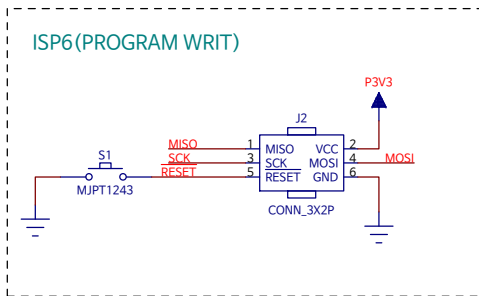 ISP6(PROGRAM WRIT)
P3V3
J2
MISO 1 MISO VCC 2
SCK 3 SCK MOSI 4 MOSI
S1 RESET 5 RESET GND 6
MJPT1243
CONN_3X2P